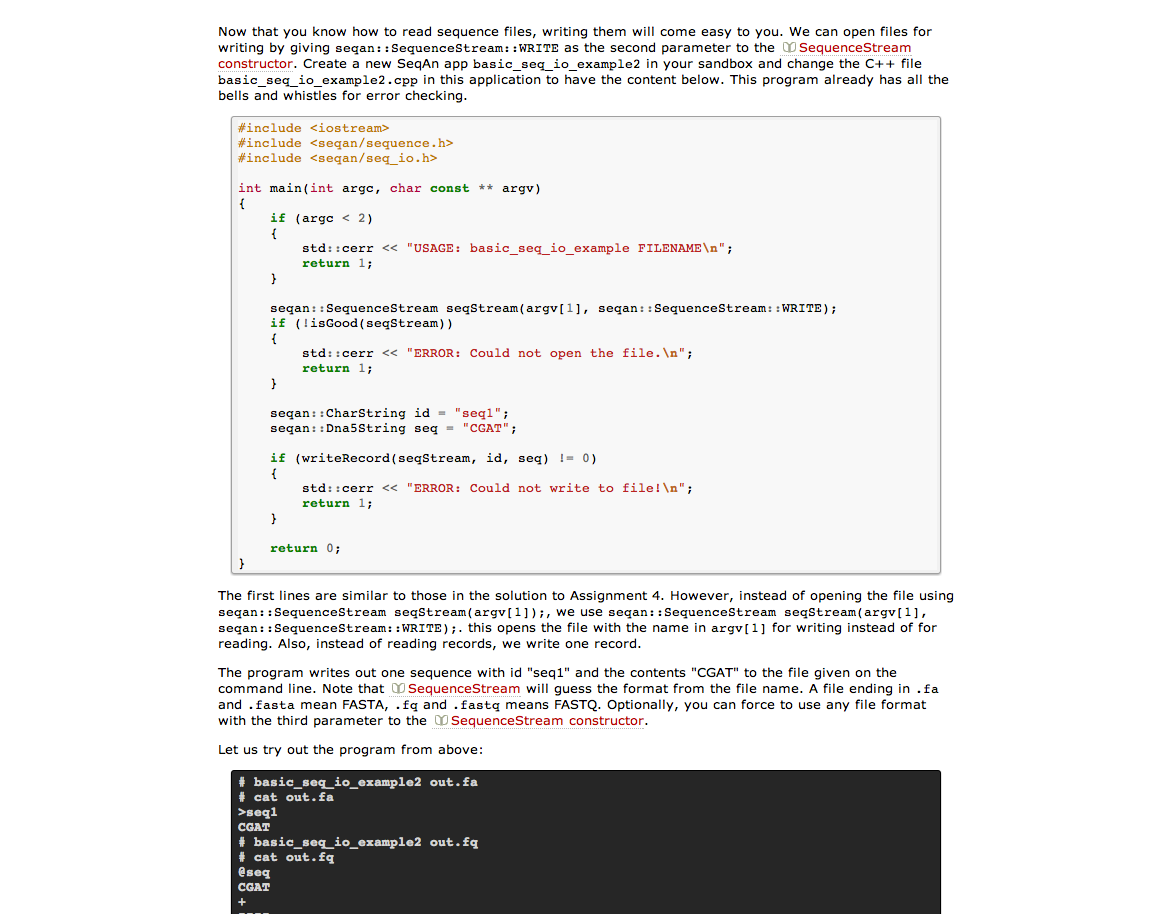 Now that you know how to read sequence files, writing them will come easy to you. We can open files for
writing by giving seqan::SequenceStream::WRITE as the second parameter to the SequenceStream
constructor. Create a new SeqAn app basic_seq_io_example2 in your sandbox and change the C++ file
basic_seq_io_example2.cpp in this application to have the content below. This program already has all the
bells and whistles for error checking.
#include <iostream>
#include <seqan/sequence.h>
#include <seqan/seq_io.h>
int main(int argc, char const ** argv)
{
if (argc < 2)
{
std::cerr << "USAGE: basic_seq_io_example FILENAME\n";
return 1;
}
seqan::SequenceStream seqStream(argv[1], seqan::SequenceStream::WRITE);
if (!isGood(seqStream))
{
std::cerr << "ERROR: Could not open the file.\n";
return 1;
}
seqan::CharString id = "seq1";
seqan::Dna5String seq = "CGAT";
if (writeRecord(seqStream, id, seq) != 0)
{
std::cerr << "ERROR: Could not write to file!\n";
return 1;
}
return 0;
}
The first lines are similar to those in the solution to Assignment 4. However, instead of opening the file using
seqan::SequenceStream seqStream(argv[1]);, we use seqan::SequenceStream seqStream(argv[1],
seqan::SequenceStream::WRITE);. this opens the file with the name in argv[1] for writing instead of for
reading. Also, instead of reading records, we write one record.
The program writes out one sequence with id "seq1" and the contents "CGAT" to the file given on the
command line. Note that SequenceStream will guess the format from the file name. A file ending in .fa
and .fasta mean FASTA, .fq and .fastq means FASTQ. Optionally, you can force to use any file format
with the third parameter to the SequenceStream constructor.
Let us try out the program from above:
# basic_seq_io_example2 out.fa
# cat out.fa
>seq1
CGAT
# basic_seq_io_example2 out.fq
# cat out.fq
@seq
CGAT
+